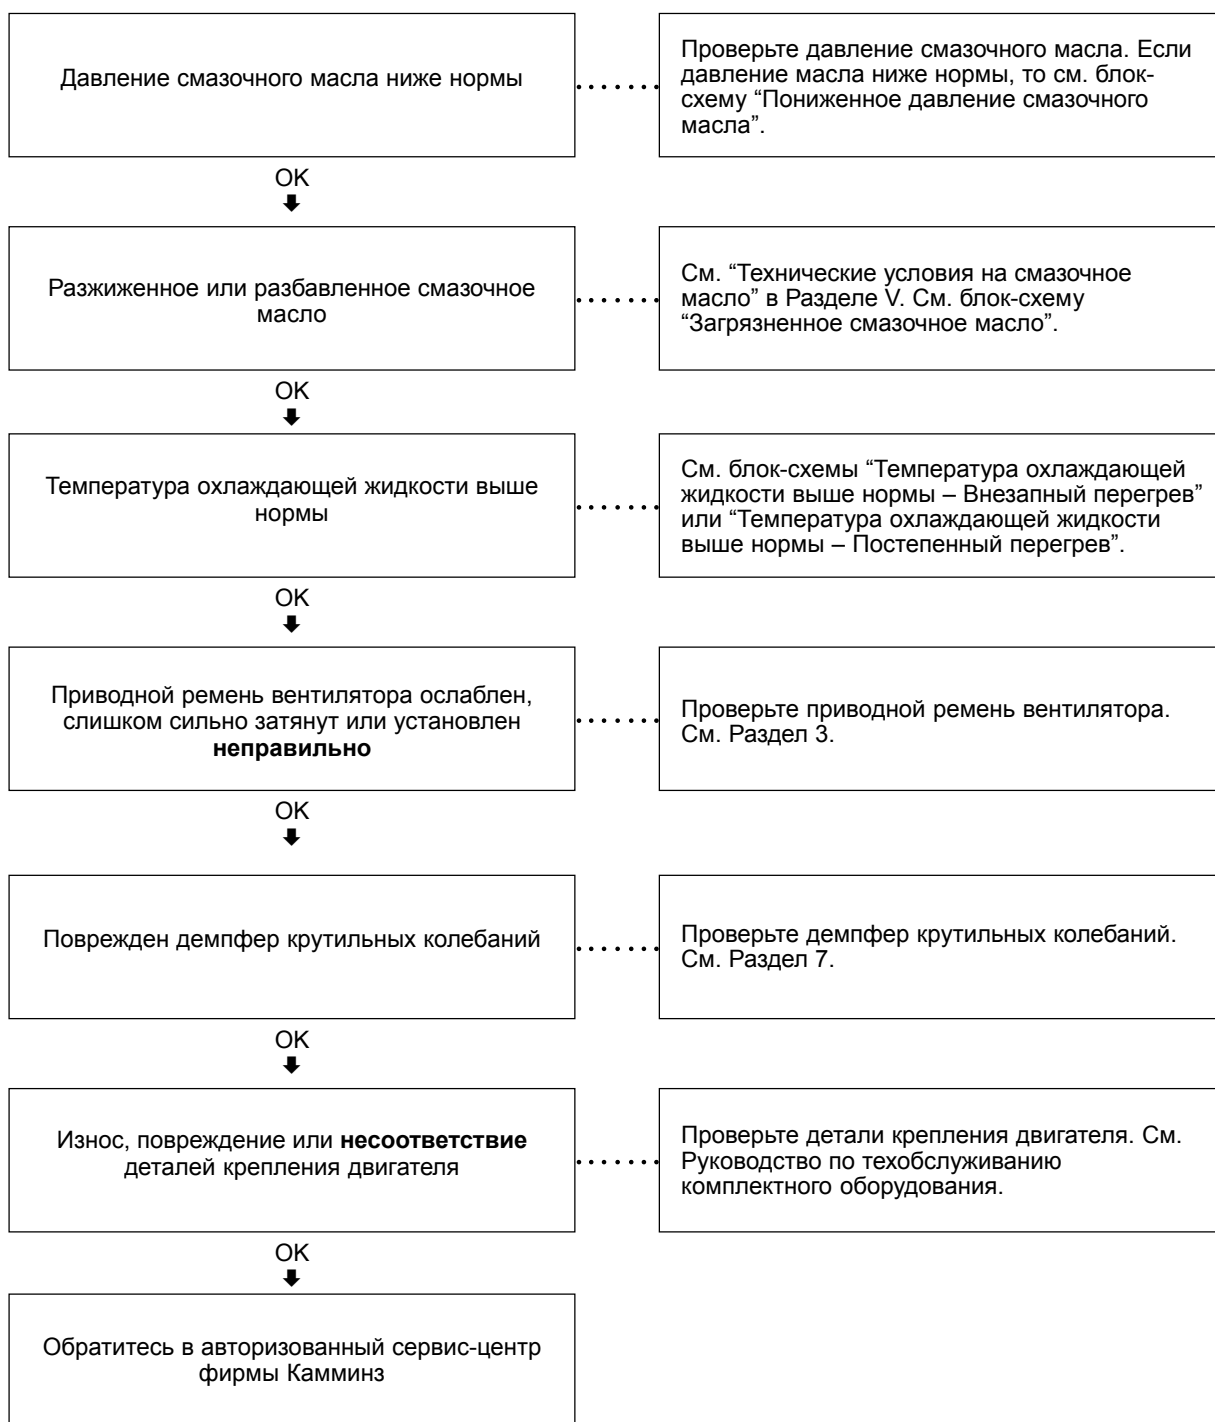 Давление смазочного масла ниже нормы
Проверьте давление смазочного масла. Если
давление масла ниже нормы, то см. блок-
схему “Пониженное давление смазочного
масла”.
OK
Разжиженное или разбавленное смазочное
масло
См. “Технические условия на смазочное
масло” в Разделе V. См. блок-схему
“Загрязненное смазочное масло”.
OK
Температура охлаждающей жидкости выше
нормы
См. блок-схемы “Температура охлаждающей
жидкости выше нормы – Внезапный перегрев”
или “Температура охлаждающей жидкости
выше нормы – Постепенный перегрев”.
OK
Приводной ремень вентилятора ослаблен,
слишком сильно затянут или установлен
неправильно
Проверьте приводной ремень вентилятора.
См. Раздел 3.
OK
Поврежден демпфер крутильных колебаний
Проверьте демпфер крутильных колебаний.
См. Раздел 7.
OK
Износ, повреждение или несоответствие
деталей крепления двигателя
Проверьте детали крепления двигателя. См.
Руководство по техобслуживанию
комплектного оборудования.
OK
Обратитесь в авторизованный сервис-центр
фирмы Камминз